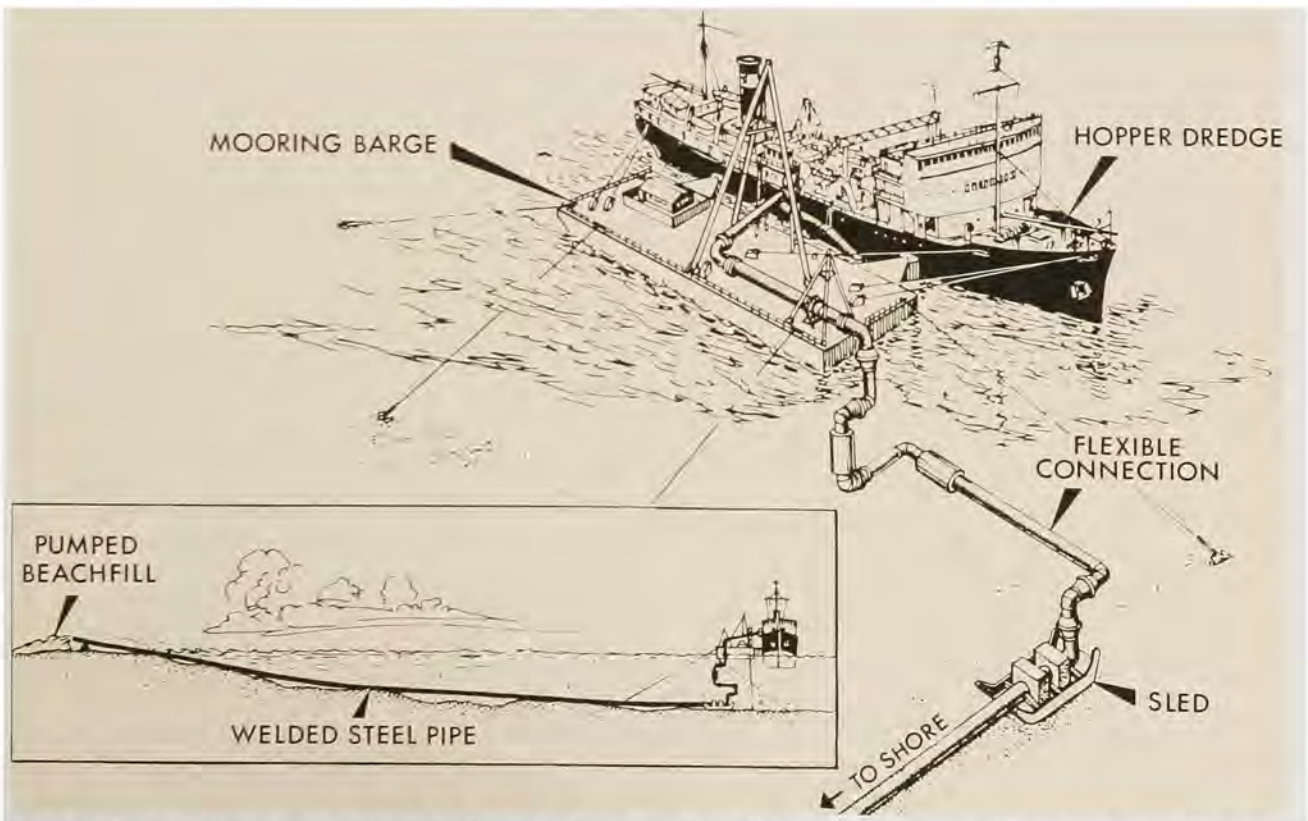 MOORING BARGE
HOPPER DREDGE
FLEXIBLE
CONNECTION
PUMPED
BEACHFILL
WELDED STEEL PIPE
SLED
TO SHORE